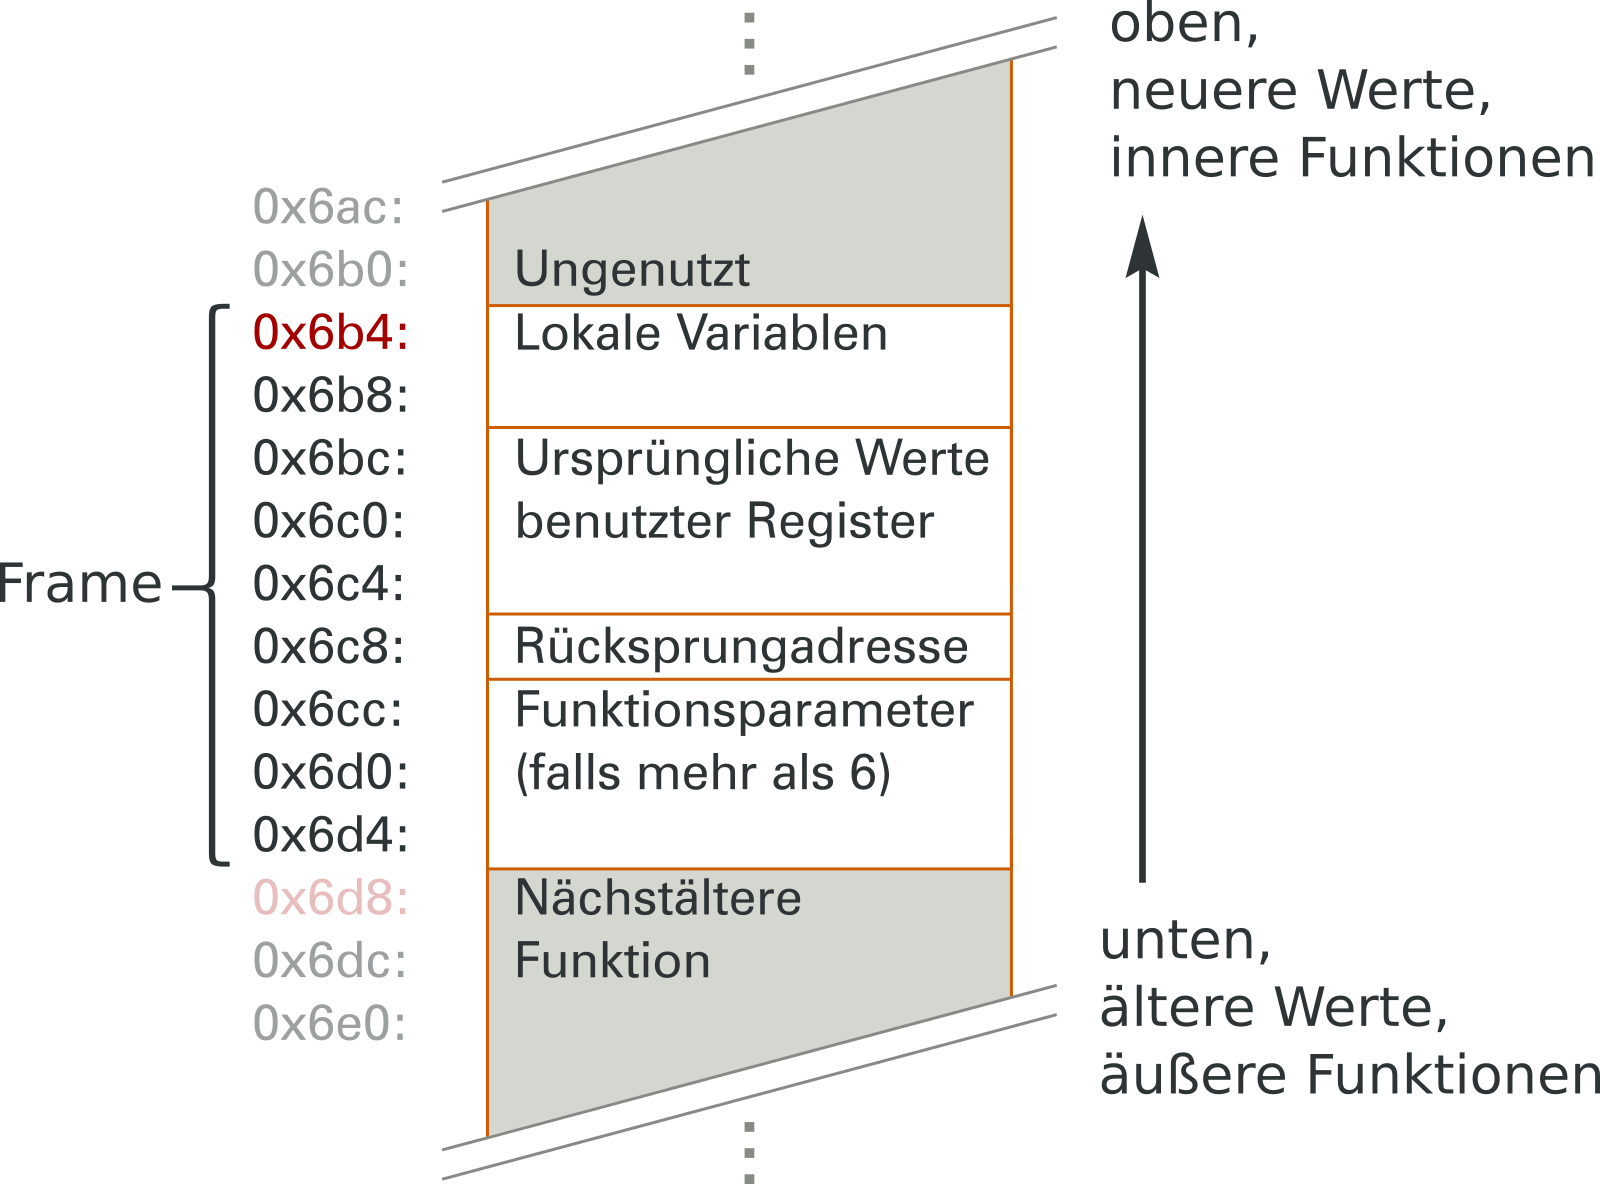 oben,
neuere Werte,
innere Funktionen
0x6ac:
0x6b0: Ungenutzt
0x6b4: Lokale Variablen
0x6b8:
0x6bc: Ursprüngliche Werte
0x6c0: benutzter Register
Frame
0x6c4:
0x6c8: Rücksprungadresse
0x6cc: Funktionsparameter
0x6d0: (falls mehr als 6)
0x6d4:
0x6d8: Nächstältere
0x6dc: Funktion
0x6e0:
unten,
ältere Werte,
äußere Funktionen